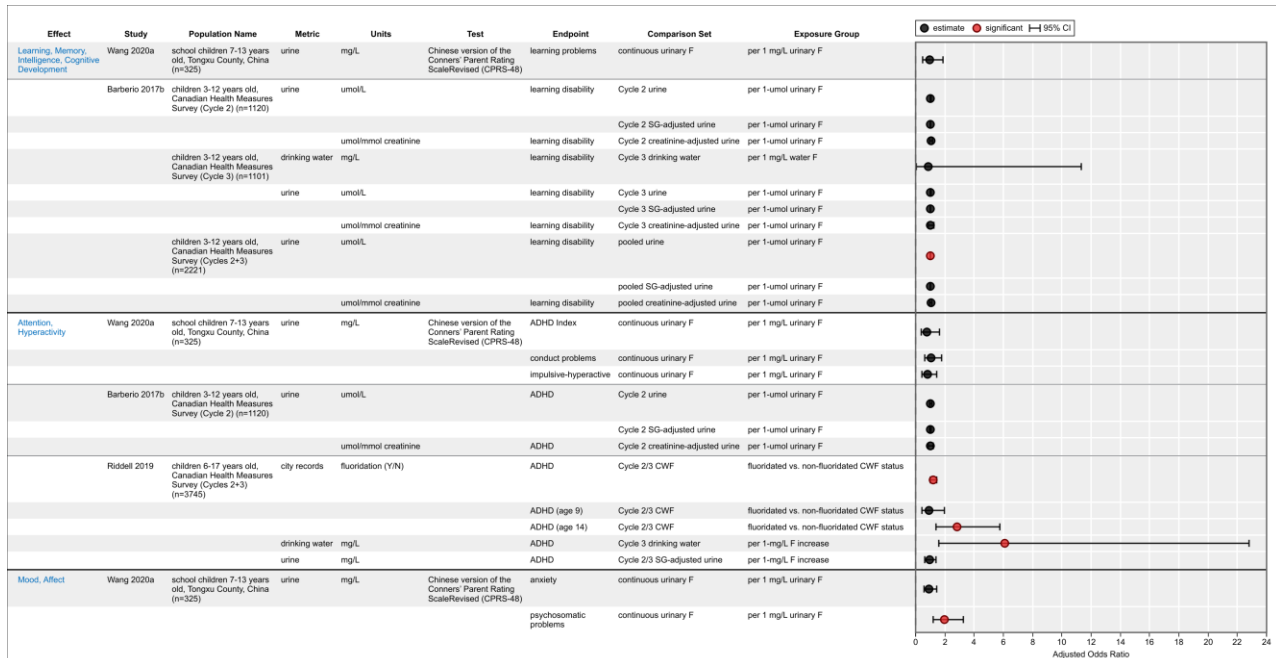 estimate significant 95% CI
Effect Study Population Name Metric Units Test Endpoint Comparison Set Exposure Group
Learning, Memory, Wang 2020a school children 7-13 years urine mg/L Chinese version of the learning problems continuous urinary F per 1 mg/L urinary F
Intelligence, Cognitive old, Tongxu County, China Conners' Parent Rating
Development (n=325) ScaleRevised (CPRS-48)
Barberio 2017b children 3-12 years old, urine umol/L learning disability Cycle 2 urine per 1-umol urinary F
Canadian Health Measures
Survey (Cycle 2) (n=1120)
Cycle 2 SG-adjusted urine per 1-umol urinary F
umol/mmol creatinine learning disability Cycle 2 creatinine-adjusted urine per 1-umol urinary F
children 3-12 years old, drinking water mg/L learning disability Cycle 3 drinking water per 1 mg/L water F
Canadian Health Measures
Survey (Cycle 3) (n=1101)
urine umol/L learning disability Cycle 3 urine per 1-umol urinary F
Cycle 3 SG-adjusted urine per 1-umol urinary F
umol/mmol creatinine learning disability Cycle 3 creatinine-adjusted urine per 1-umol urinary F
children 3-12 years old, urine umol/L learning disability pooled urine per 1-umol urinary F
Canadian Health Measures
Survey (Cycles 2+3)
(n=2221)
pooled SG-adjusted urine per 1-umol urinary F
umol/mmol creatinine learning disability pooled creatinine-adjusted urine per 1-umol urinary F
Attention, Wang 2020a school children 7-13 years urine mg/L Chinese version of the ADHD Index continuous urinary F per 1 mg/L urinary F
Hyperactivity old, Tongxu County, China Conners' Parent Rating
(n=325) ScaleRevised (CPRS-48)
conduct problems continuous urinary F per 1 mg/L urinary F
impulsive-hyperactive continuous urinary F per 1 mg/L urinary F
Barberio 2017b children 3-12 years old, urine umol/L ADHD Cycle 2 urine per 1-umol urinary F
Canadian Health Measures
Survey (Cycle 2) (n=1120)
Cycle 2 SG-adjusted urine per 1-umol urinary F
umol/mmol creatinine ADHD Cycle 2 creatinine-adjusted urine per 1-umol urinary F
Riddell 2019 children 6-17 years old, city records fluoridation (Y/N) ADHD Cycle 2/3 CWF fluoridated vs. non-fluoridated CWF status
Canadian Health Measures
Survey (Cycles 2+3)
(n=3745)
ADHD (age 9) Cycle 2/3 CWF fluoridated vs. non-fluoridated CWF status
ADHD (age 14) Cycle 2/3 CWF fluoridated vs. non-fluoridated CWF status
drinking water mg/L ADHD Cycle 3 drinking water per 1-mg/L F increase
urine mg/L ADHD Cycle 2/3 SG-adjusted urine per 1-mg/L F increase
Mood, Affect Wang 2020a school children 7-13 years urine mg/L Chinese version of the anxiety continuous urinary F per 1 mg/L urinary F
old, Tongxu County, China Conners' Parent Rating
(n=325) ScaleRevised (CPRS-48)
psychosomatic continuous urinary F per 1 mg/L urinary F
problems
0 2 4 6 8 10 12 14 16 18 20 22 24
Adjusted Odds Ratio